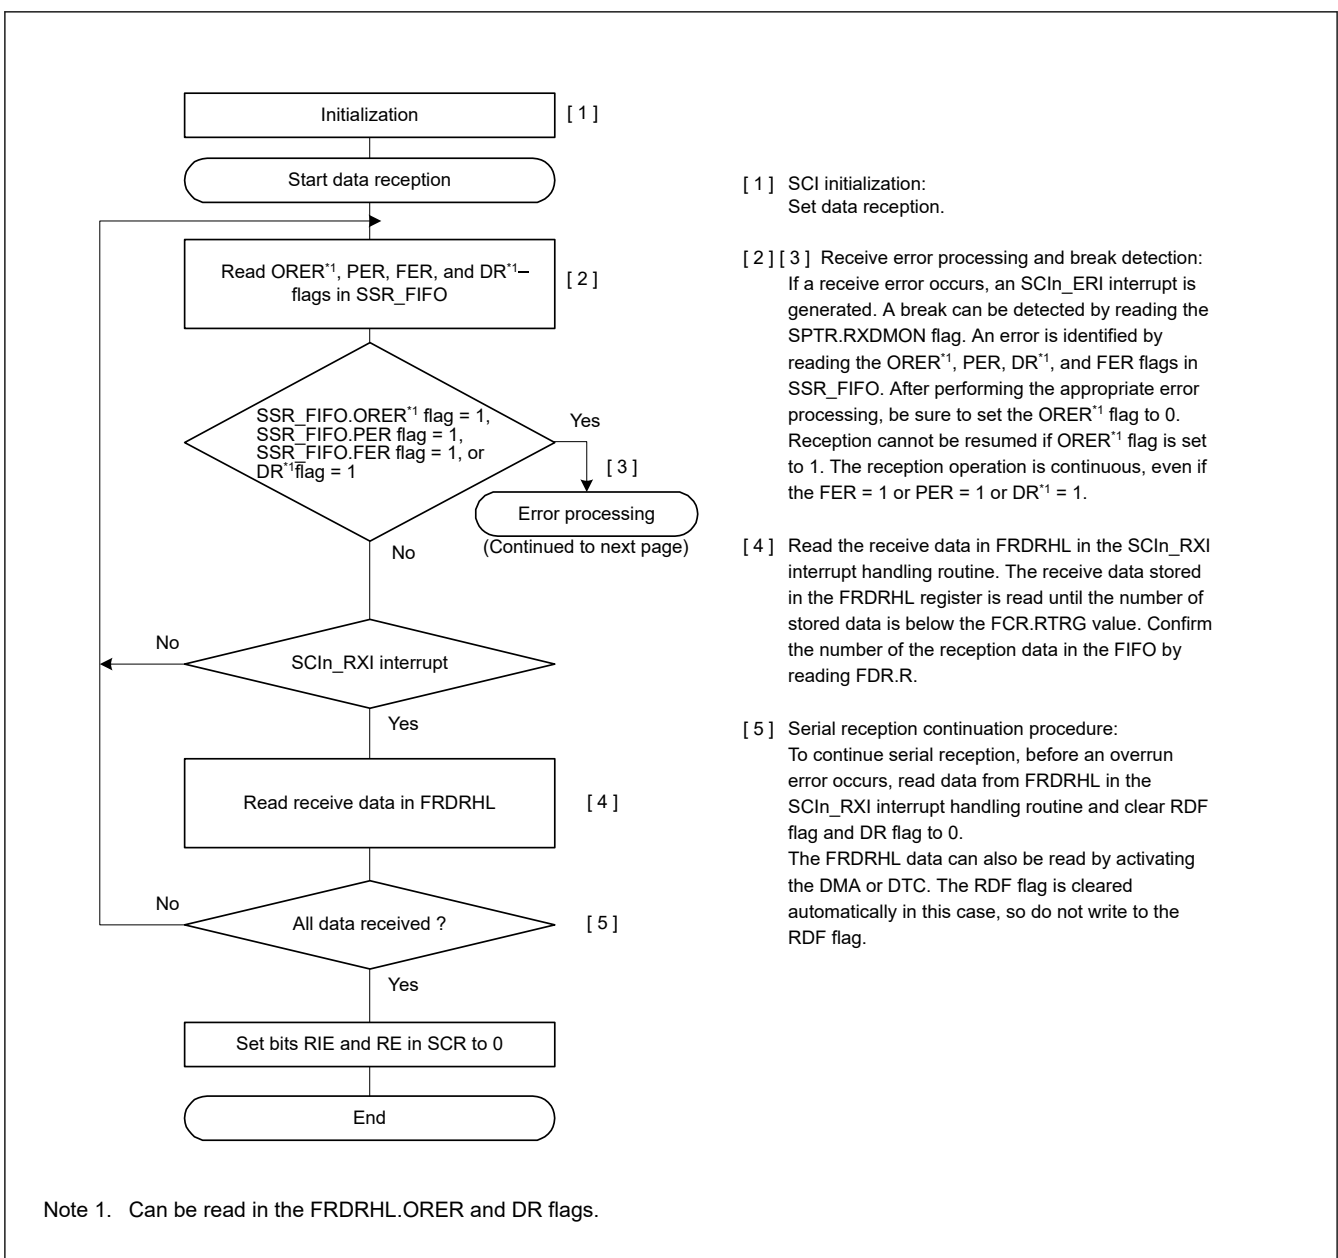 Initialization
[ 1 ]
Start data reception
Read ORER*1, PER, FER, and DR*1–
flags in SSR_FIFO
[ 2 ]
SSR_FIFO.ORER*1 flag = 1,
SSR_FIFO.PER flag = 1,
SSR_FIFO.FER flag = 1, or
DR*1flag = 1
Yes
[ 3 ]
Error processing
(Continued to next page)
No
No
SCIn_RXI interrupt
Yes
Read receive data in FRDRHL
[ 4 ]
No
All data received ?
[ 5 ]
Yes
Set bits RIE and RE in SCR to 0
End
[ 1 ] SCI initialization:
Set data reception.
[ 2 ] [ 3 ] Receive error processing and break detection:
If a receive error occurs, an SCIn_ERI interrupt is
generated. A break can be detected by reading the
SPTR.RXDMON flag. An error is identified by
reading the ORER*1, PER, DR*1, and FER flags in
SSR_FIFO. After performing the appropriate error
processing, be sure to set the ORER*1 flag to 0.
Reception cannot be resumed if ORER*1 flag is set
to 1. The reception operation is continuous, even if
the FER = 1 or PER = 1 or DR*1 = 1.
[ 4 ] Read the receive data in FRDRHL in the SCIn_RXI
interrupt handling routine. The receive data stored
in the FRDRHL register is read until the number of
stored data is below the FCR.RTRG value. Confirm
the number of the reception data in the FIFO by
reading FDR.R.
[ 5 ] Serial reception continuation procedure:
To continue serial reception, before an overrun
error occurs, read data from FRDRHL in the
SCIn_RXI interrupt handling routine and clear RDF
flag and DR flag to 0.
The FRDRHL data can also be read by activating
the DMA or DTC. The RDF flag is cleared
automatically in this case, so do not write to the
RDF flag.
Note 1. Can be read in the FRDRHL.ORER and DR flags.